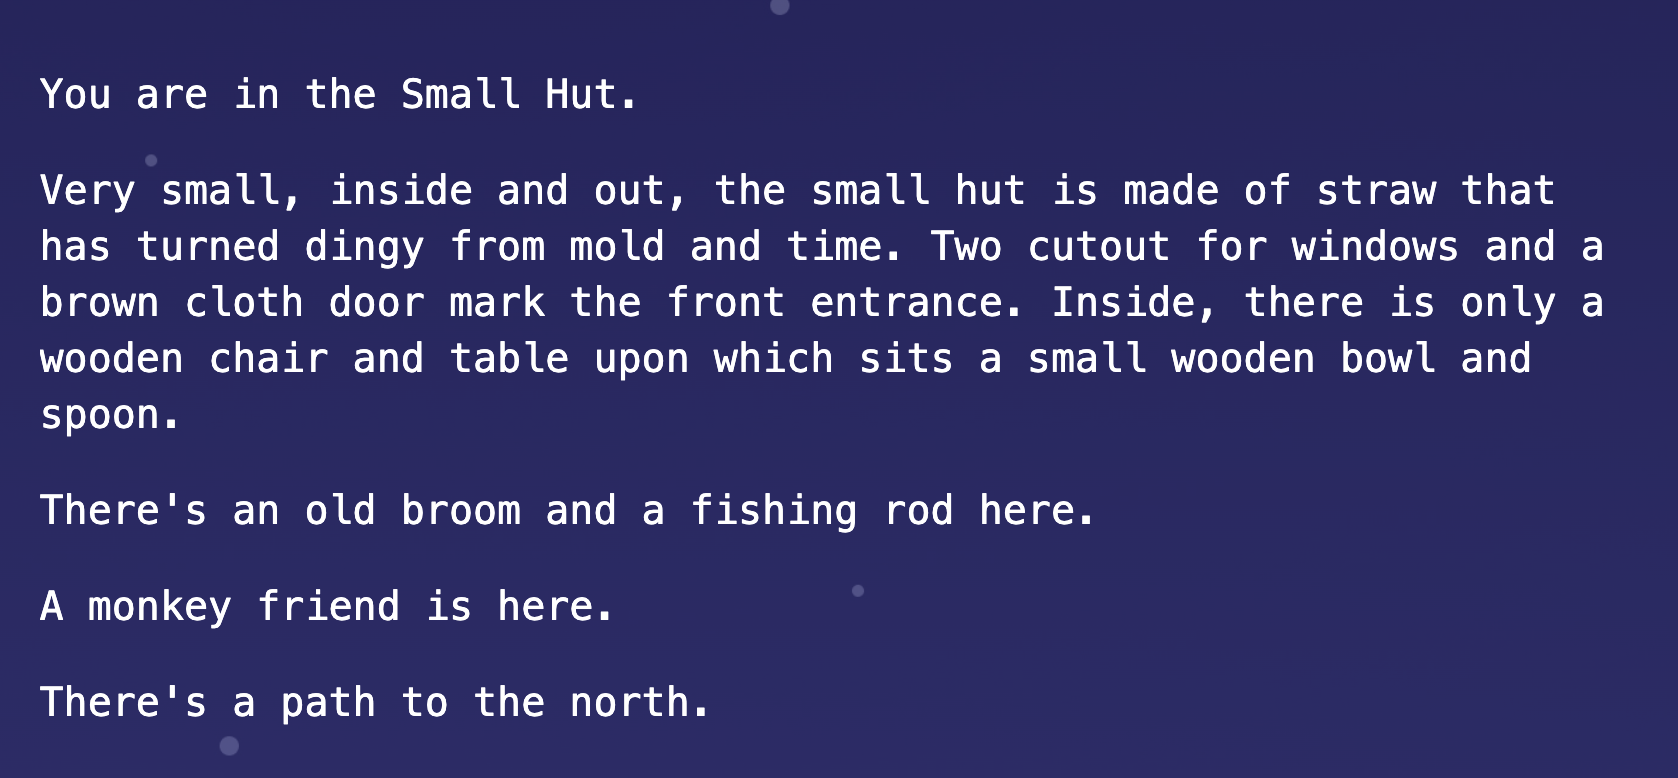 You are in the Small Hut.
Very small, inside and out, the small hut is made of straw that
has turned dingy from mold and time. Two cutout for windows and a
brown cloth door mark the front entrance. Inside, there is only a
wooden chair and table upon which sits a small wooden bowl and
spoon.
There's an old broom and a fishing rod here.
A monkey friend is here.
There's a path to the north.